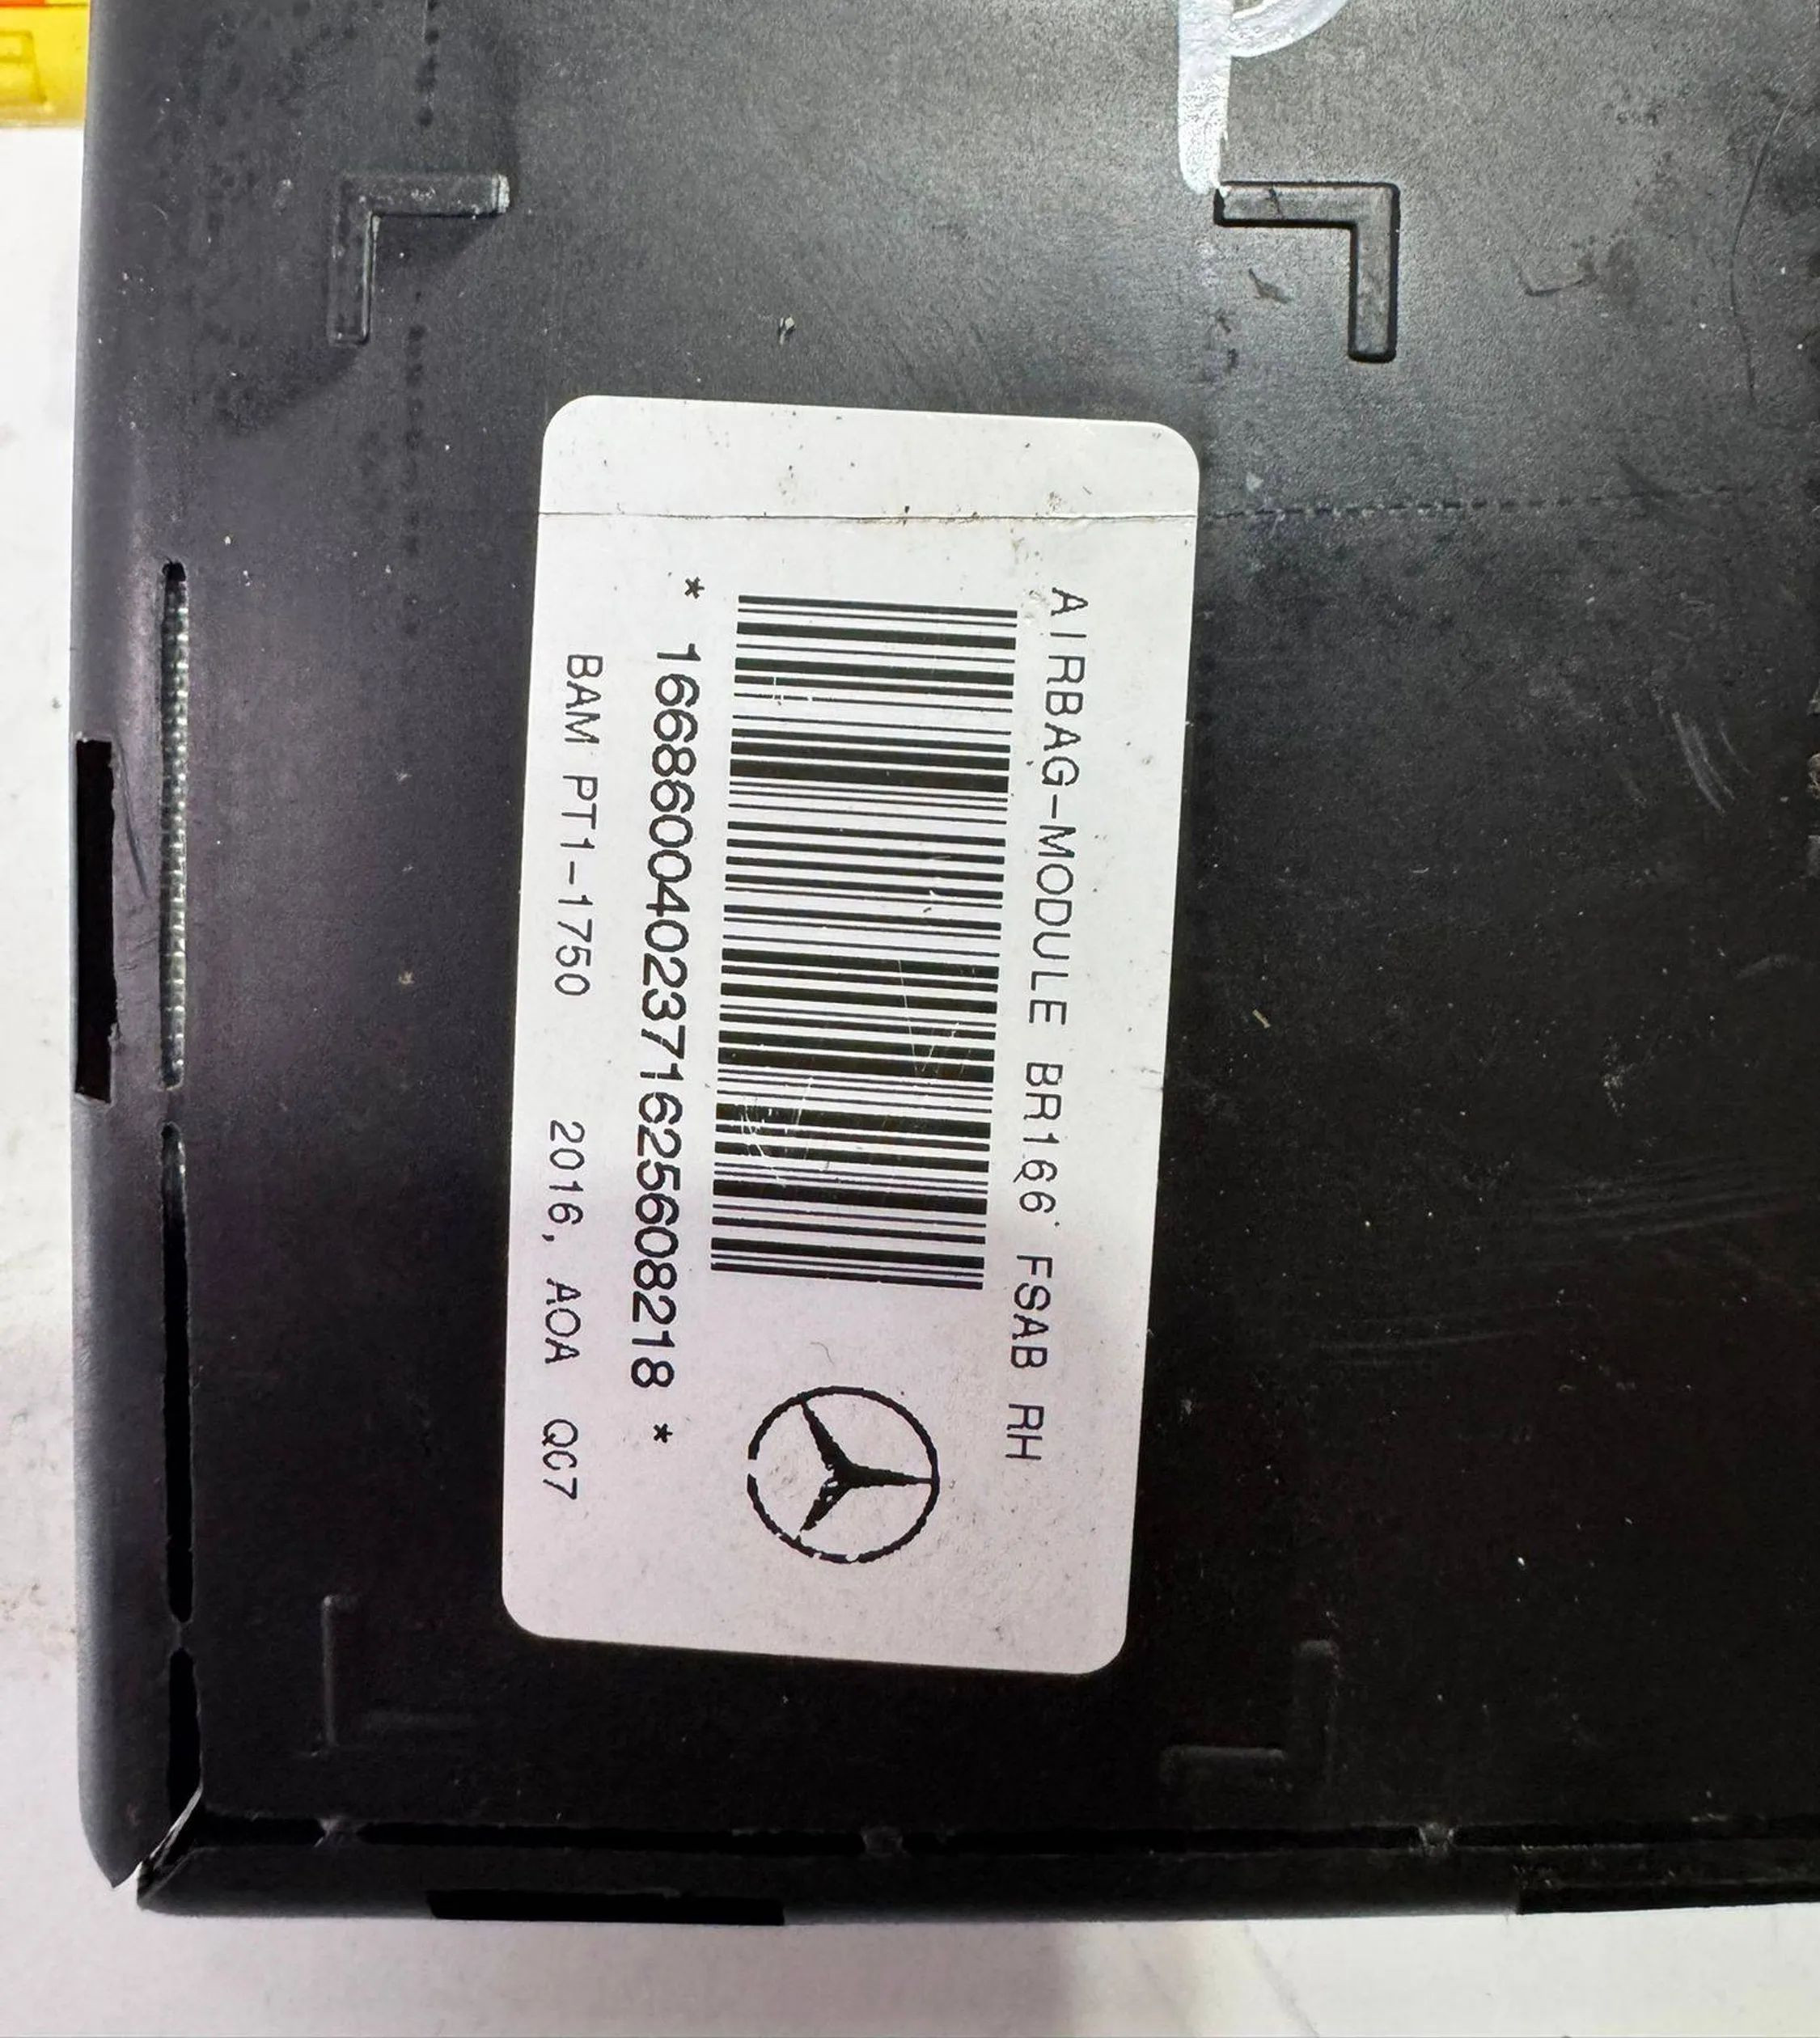 AIRBAG-MODULE BR166 FSAB RH
* 1668600402371625608218 *
BAM PT1-1750 2016, AOA QC7